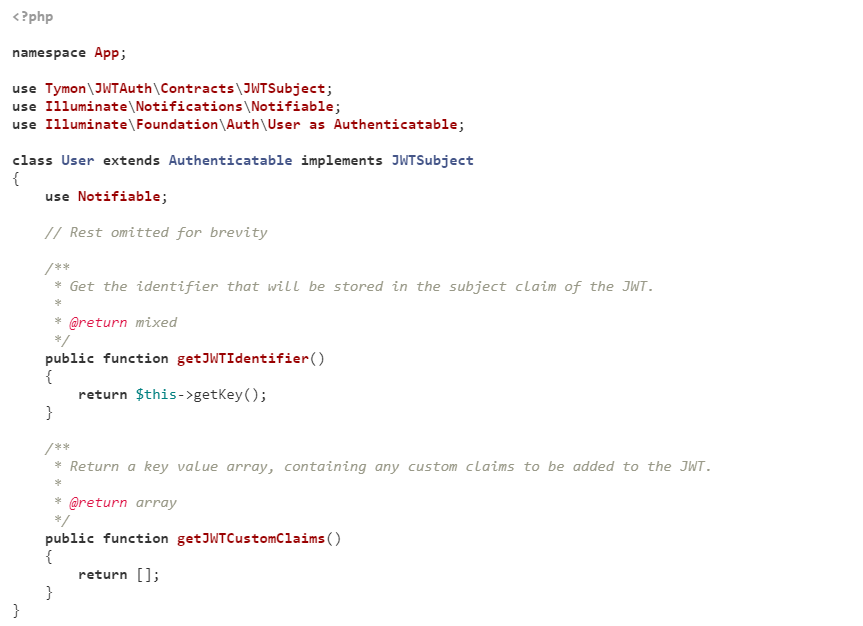 <?php
namespace App;
use Tymon\JWTAuth\Contracts\JWTSubject;
use Illuminate\Notifications\Notifiable;
use Illuminate\Foundation\Auth\User as Authenticatable;
class User extends Authenticatable implements JWTSubject
{
    use Notifiable;
    // Rest omitted for brevity
    /**
     * Get the identifier that will be stored in the subject claim of the JWT.
     *
     * @return mixed
     */
    public function getJWTIdentifier()
    {
        return $this->getKey();
    }
    /**
     * Return a key value array, containing any custom claims to be added to the JWT.
     *
     * @return array
     */
    public function getJWTCustomClaims()
    {
        return [];
    }
}